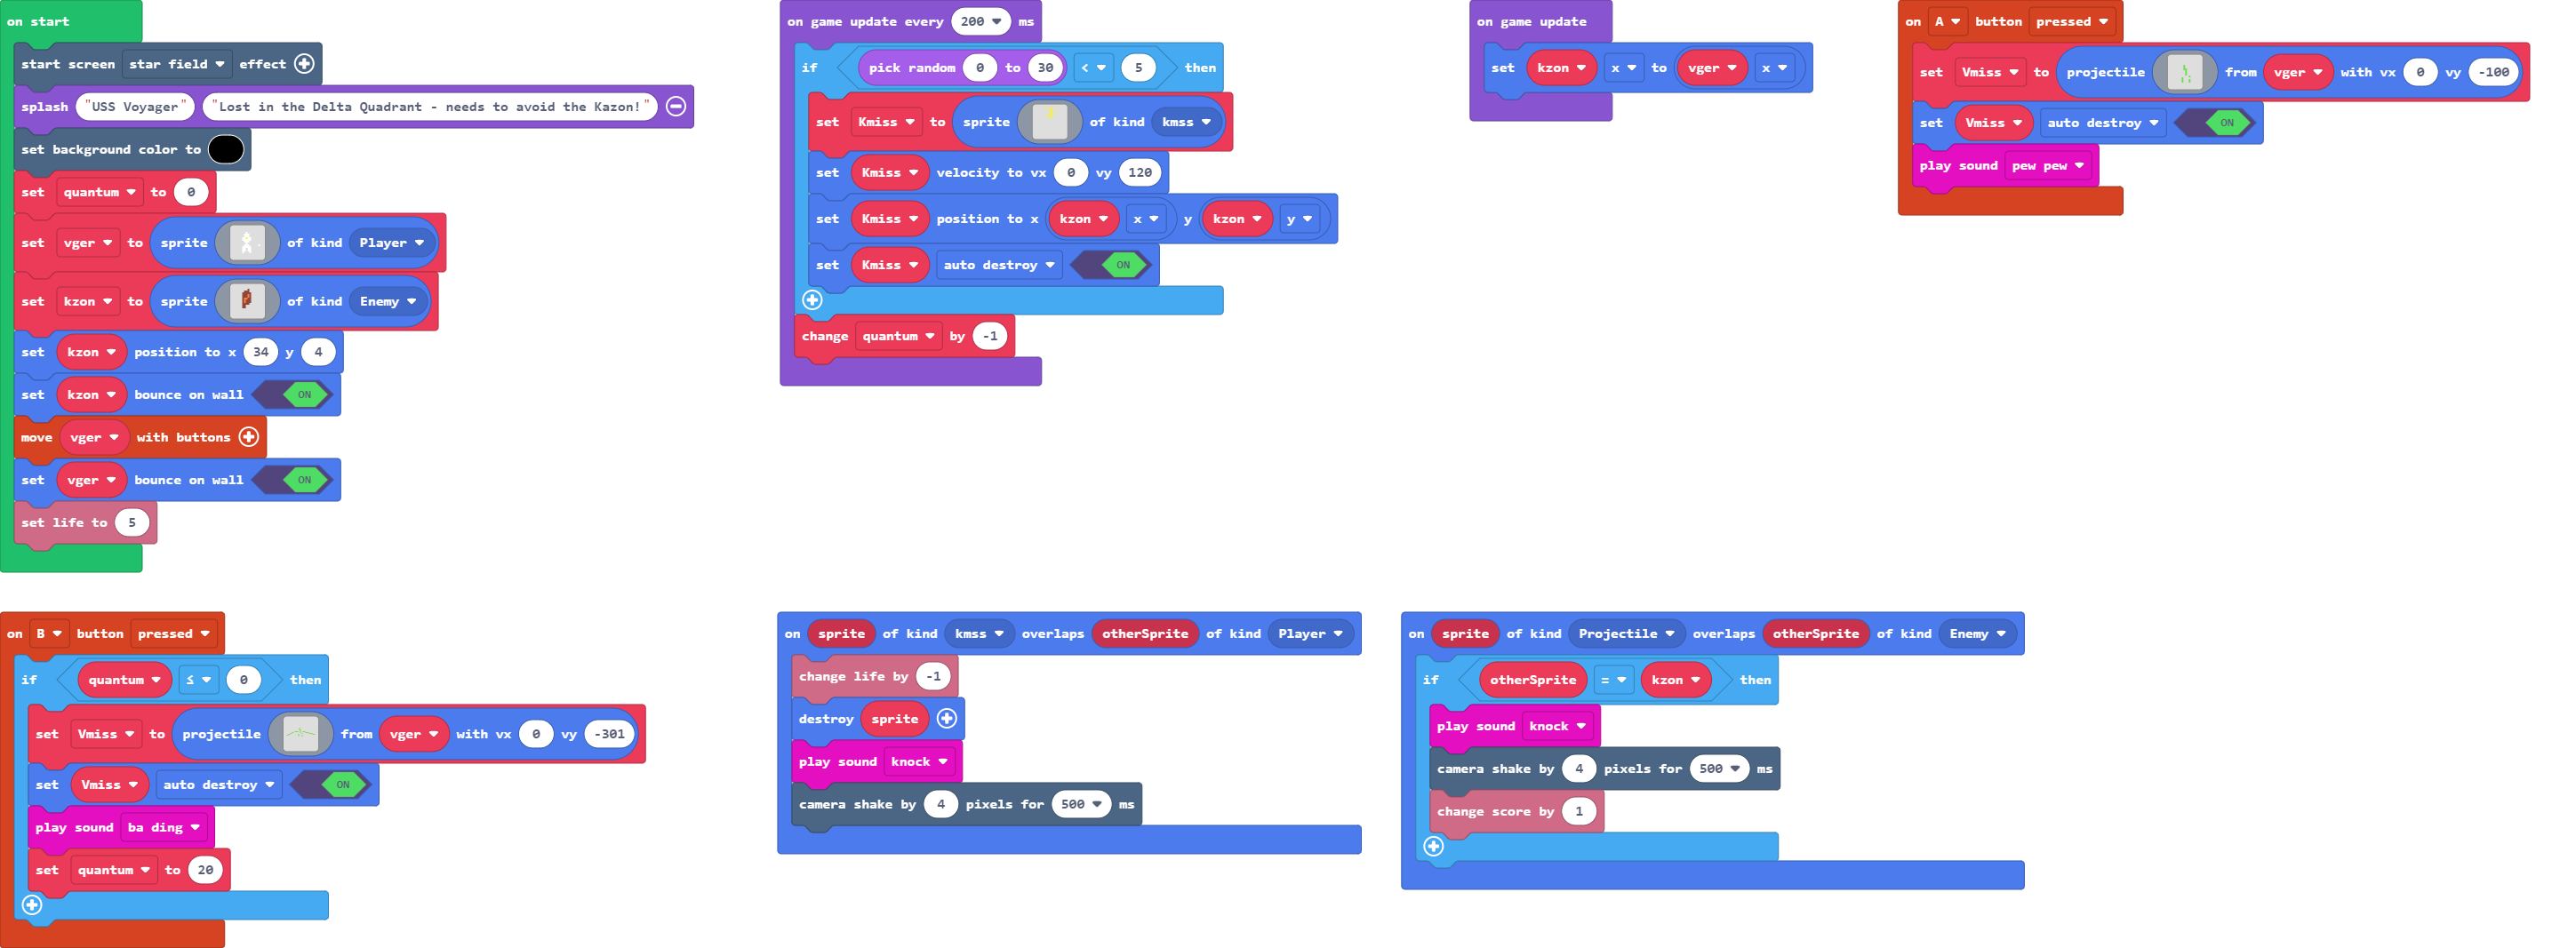 on start
start screen star field effect
splash "USS Voyager" "Lost in the Delta Quadrant - needs to avoid the Kazon!"
set background color to
set quantum to 0
set vger to sprite of kind Player
set kzon to sprite of kind Enemy
set kzon position to x 34 y 4
set kzon bounce on wall ON
move vger with buttons
set vger bounce on wall ON
set life to 5
on game update every 200 ms
if pick random 0 to 30 < 5 then
set Kmiss to sprite of kind kmss
set Kmiss velocity to vx 0 vy 120
set Kmiss position to x kzon x y kzon y
set Kmiss auto destroy ON
change quantum by -1
on game update
set kzon x to vger x
on A button pressed
set Vmiss to projectile from vger with vx 0 vy -100
set Vmiss auto destroy ON
play sound pew pew
on B button pressed
if quantum ≤ 0 then
set Vmiss to projectile from vger with vx 0 vy -301
set Vmiss auto destroy ON
play sound ba ding
set quantum to 20
on sprite of kind kmss overlaps otherSprite of kind Player
change life by -1
destroy sprite
play sound knock
camera shake by 4 pixels for 500 ms
on sprite of kind Projectile overlaps otherSprite of kind Enemy
if otherSprite = kzon then
play sound knock
camera shake by 4 pixels for 500 ms
change score by 1